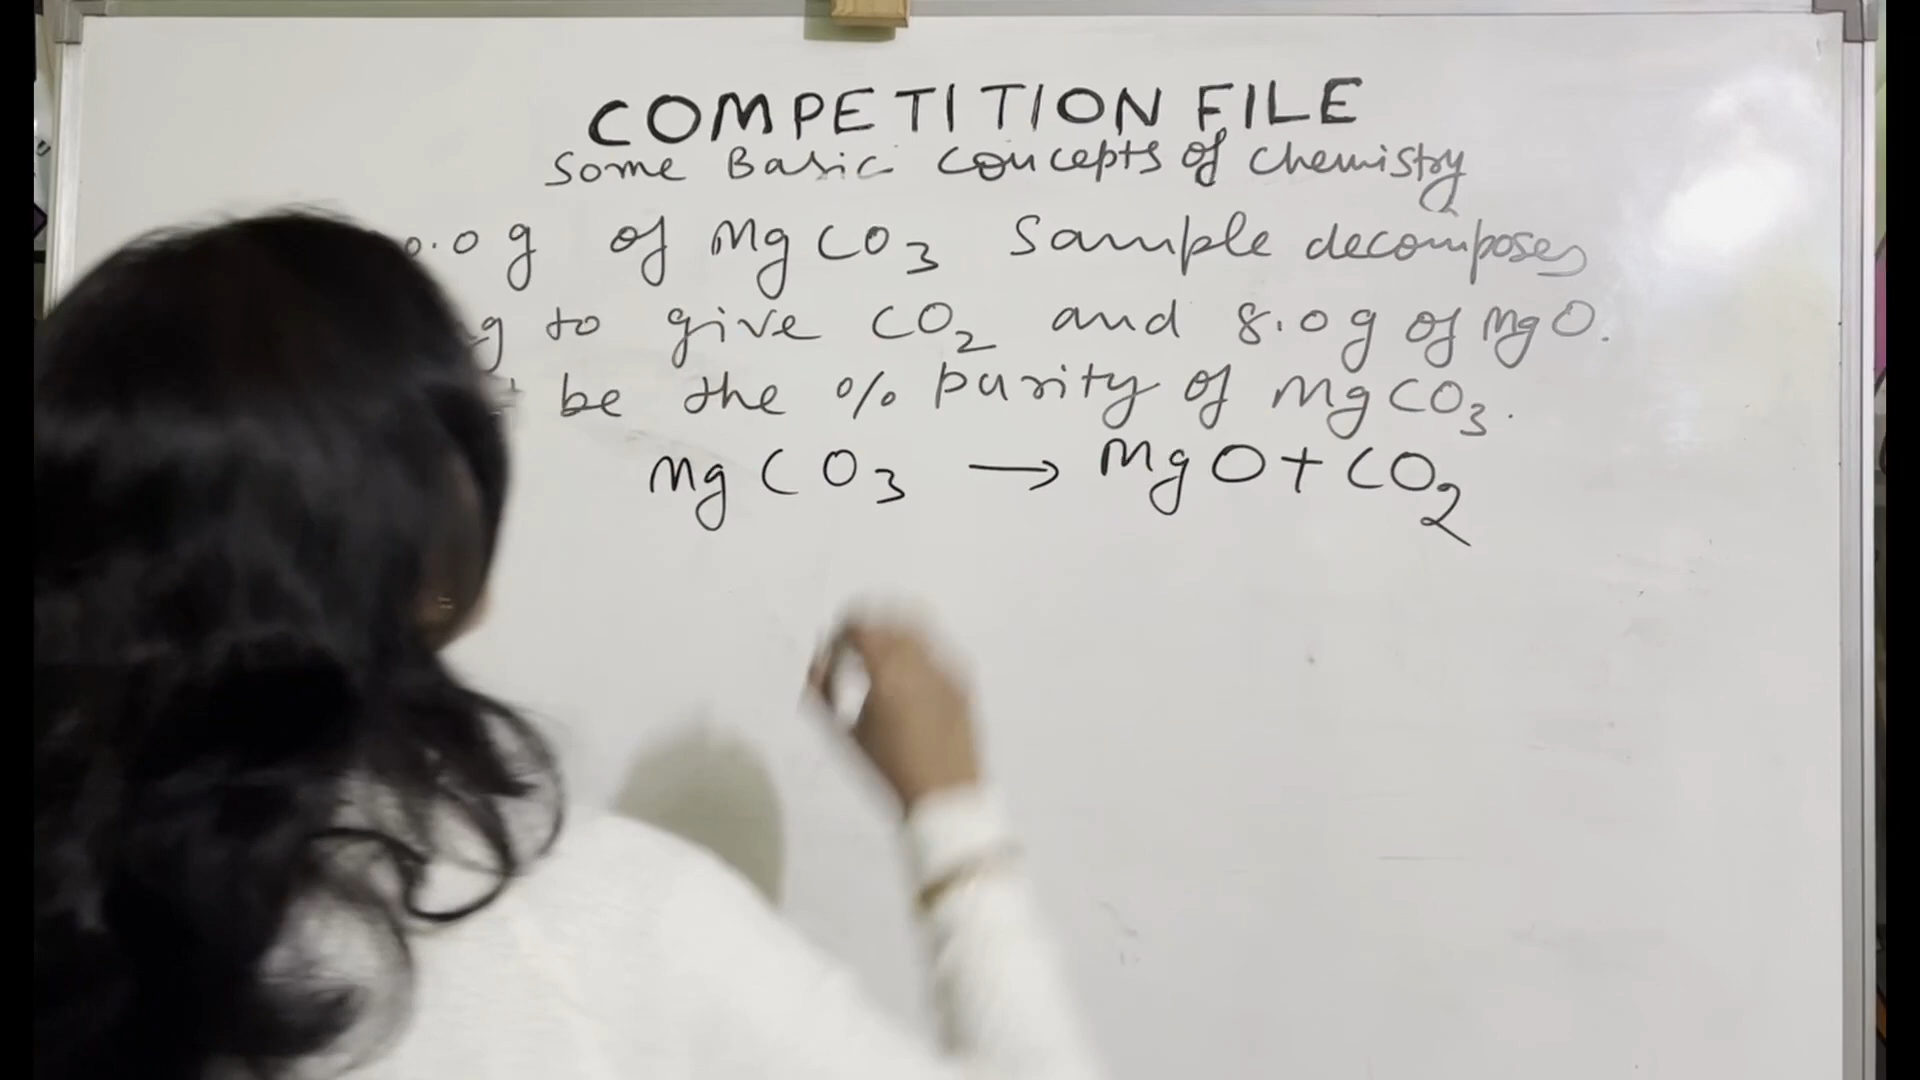 COMPETITION FILE
Some Basic Concepts of Chemistry
0.0 g of MgCO3 Sample decomposes
to give CO2 and 8.0g of MgO.
be the % purity of MgCO3.
MgCO3 → MgO + CO2